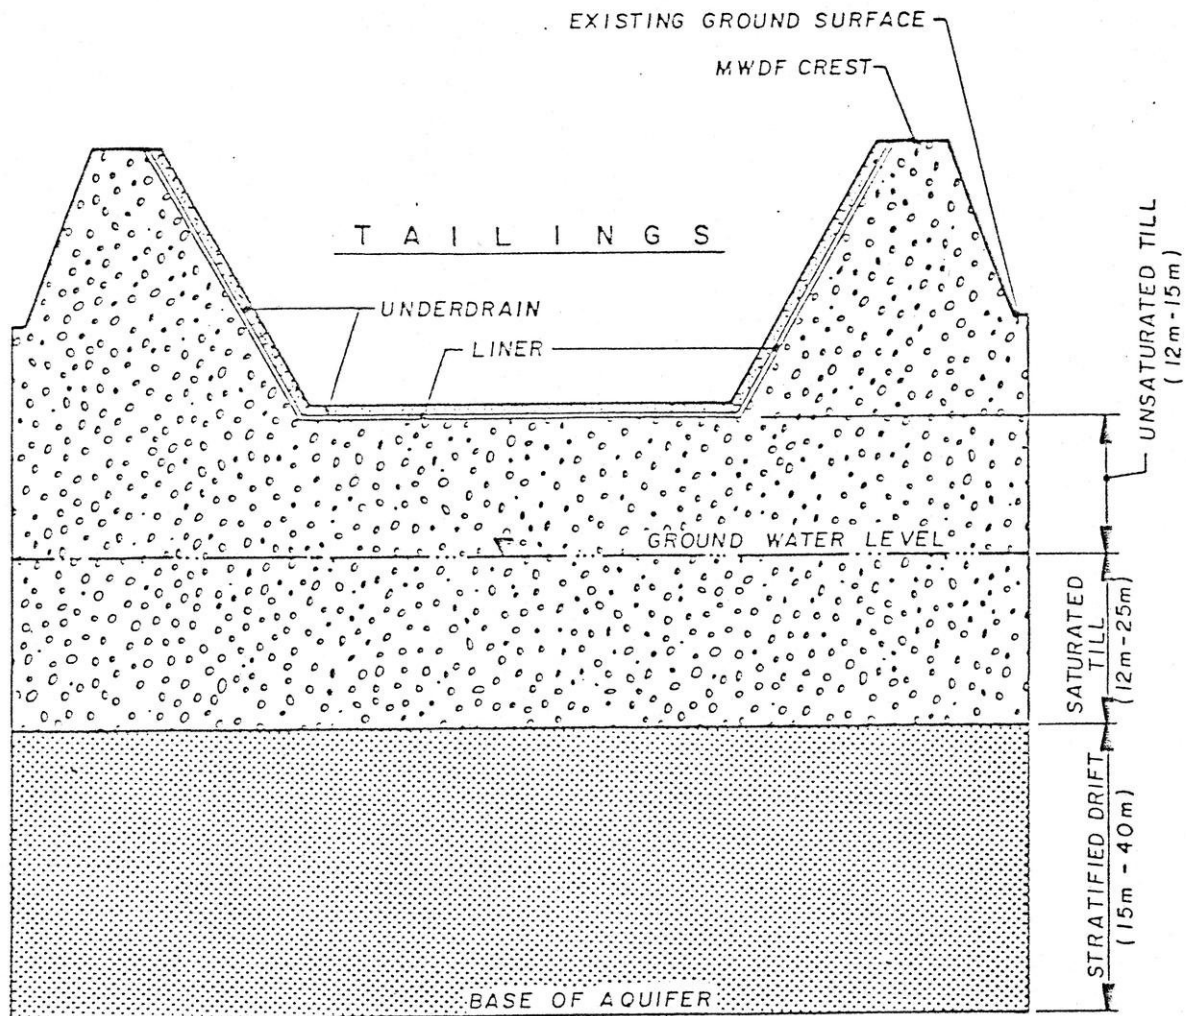 EXISTING GROUND SURFACE
MWDF CREST
TAILINGS
UNDERDRAIN
LINER
GROUND WATER LEVEL
BASE OF AQUIFER
UNSATURATED TILL
(12m-15m)
SATURATED
TILL
(12m-25m)
STRATIFIED DRIFT
(15m - 40m)